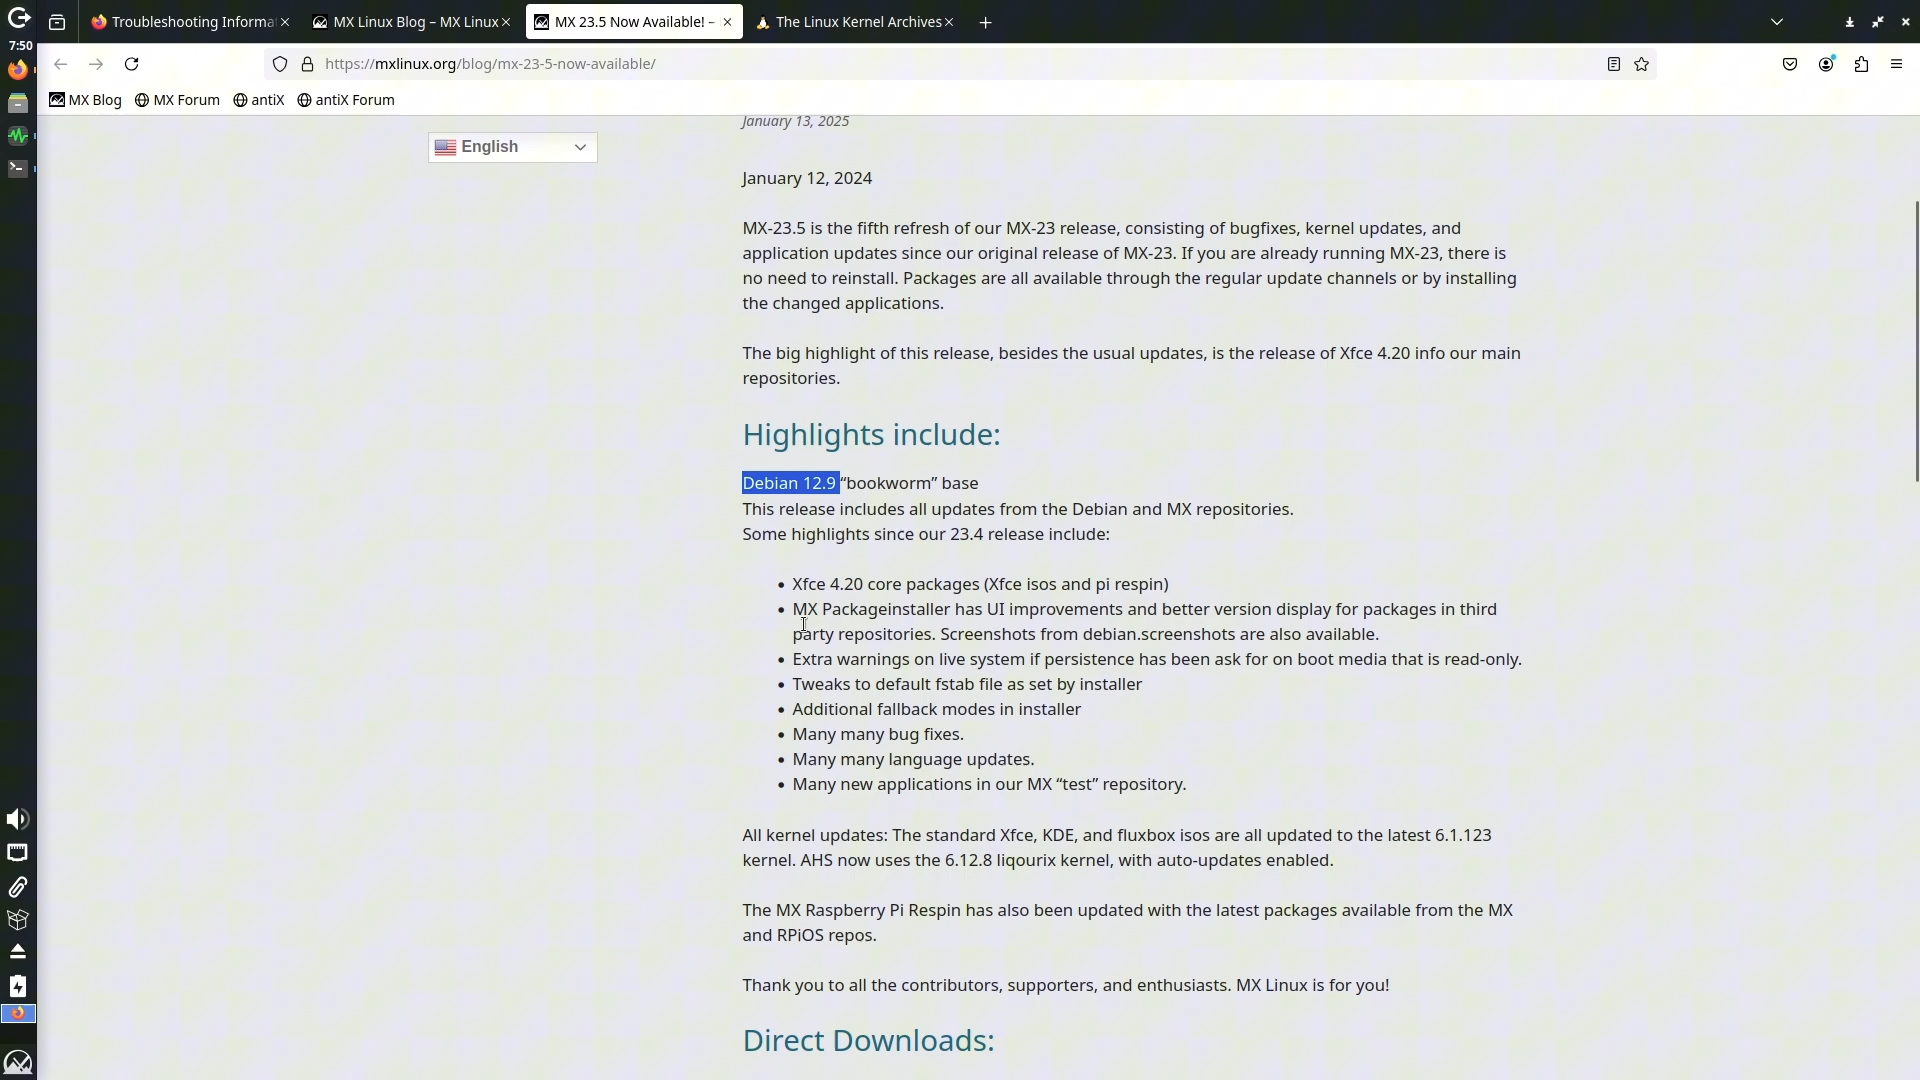 Troubleshooting Informa
MX Linux Blog – MX Linux
MX 23.5 Now Available! –
The Linux Kernel Archives
7:50
https://mxlinux.org/blog/mx-23-5-now-available/
MX Blog
MX Forum
antiX
antiX Forum
January 13, 2025
English
January 12, 2024
MX-23.5 is the fifth refresh of our MX-23 release, consisting of bugfixes, kernel updates, and
application updates since our original release of MX-23. If you are already running MX-23, there is
no need to reinstall. Packages are all available through the regular update channels or by installing
the changed applications.
The big highlight of this release, besides the usual updates, is the release of Xfce 4.20 info our main
repositories.
Highlights include:
Debian 12.9 “bookworm” base
This release includes all updates from the Debian and MX repositories.
Some highlights since our 23.4 release include:
• Xfce 4.20 core packages (Xfce isos and pi respin)
• MX Packageinstaller has UI improvements and better version display for packages in third
party repositories. Screenshots from debian.screenshots are also available.
• Extra warnings on live system if persistence has been ask for on boot media that is read-only.
• Tweaks to default fstab file as set by installer
• Additional fallback modes in installer
• Many many bug fixes.
• Many many language updates.
• Many new applications in our MX “test” repository.
All kernel updates: The standard Xfce, KDE, and fluxbox isos are all updated to the latest 6.1.123
kernel. AHS now uses the 6.12.8 liqourix kernel, with auto-updates enabled.
The MX Raspberry Pi Respin has also been updated with the latest packages available from the MX
and RPiOS repos.
Thank you to all the contributors, supporters, and enthusiasts. MX Linux is for you!
Direct Downloads: